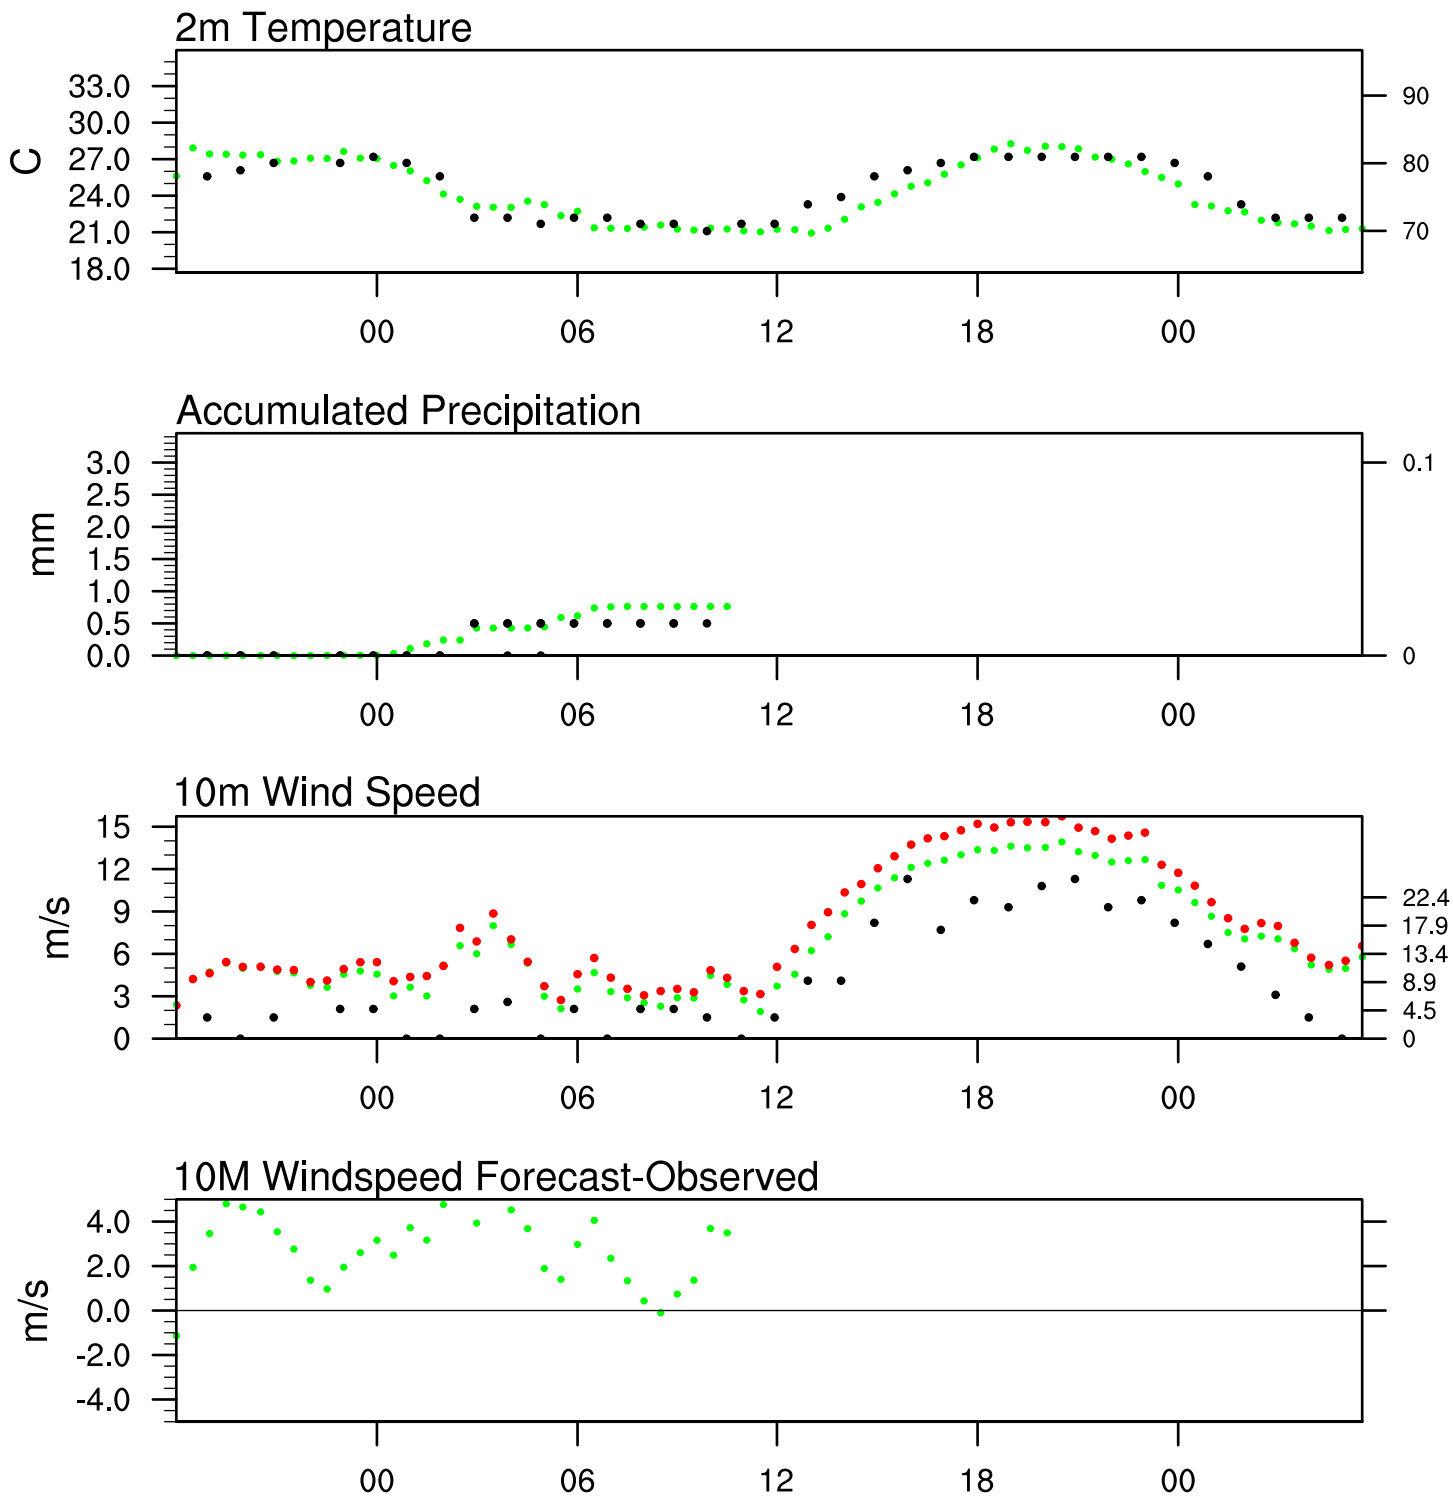 2m Temperature
C
33.0
30.0
27.0
24.0
21.0
18.0
90
80
70
00 06 12 18 00
Accumulated Precipitation
mm
3.0
2.5
2.0
1.5
1.0
0.5
0.0
0.1
0
00 06 12 18 00
10m Wind Speed
m/s
15
12
9
6
3
0
22.4
17.9
13.4
8.9
4.5
0
00 06 12 18 00
10M Windspeed Forecast-Observed
m/s
4.0
2.0
0.0
-2.0
-4.0
00 06 12 18 00